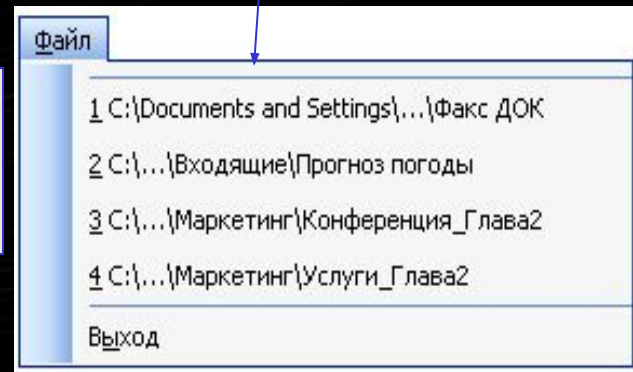 Файл
1 C:\Documents and Settings\...\Факс ДОК
2 C:\...\Входящие\Прогноз погоды
3 C:\...\Маркетинг\Конференция_Глава2
4 C:\...\Маркетинг\Услуги_Глава2
Выход